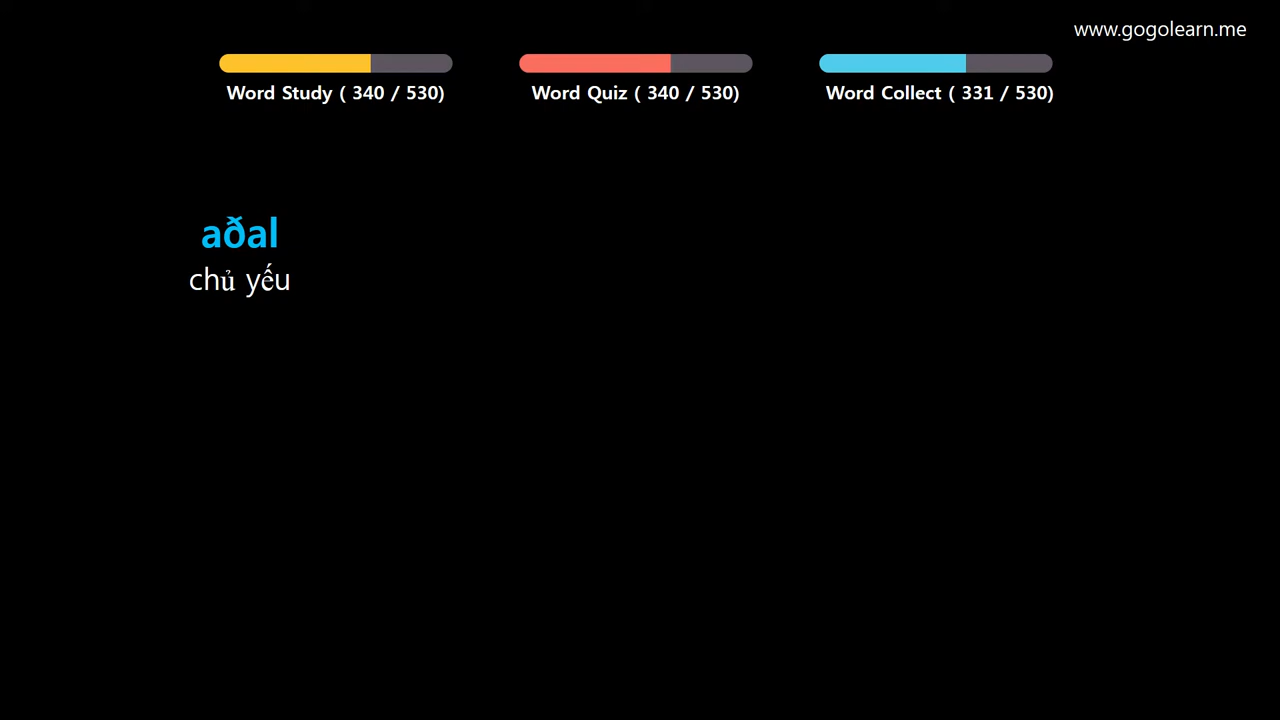 www.gogolearn.me
Word Study ( 340 / 530)
Word Quiz ( 340 / 530)
Word Collect ( 331 / 530)
aðal
chủ yếu